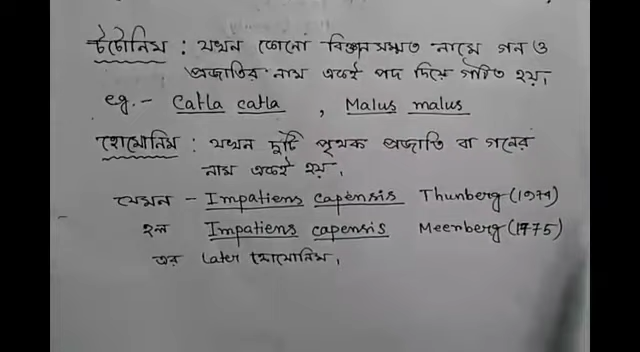 টটোনিম : যখন কোনো বিজ্ঞানসম্মত নামে গন ও
প্রজাতির নাম একই পদ দিয়ে গঠিত হয়।
eg.- Catla catla , Malus malus
হোমোনিম : যখন দুটি পৃথক প্রজাতি বা গনের
নাম একই হয়।
যেমন - Impatiens capensis Thunberg
হল Impatiens capensis Meenberg (1775)
এর Later হোমোনিম।